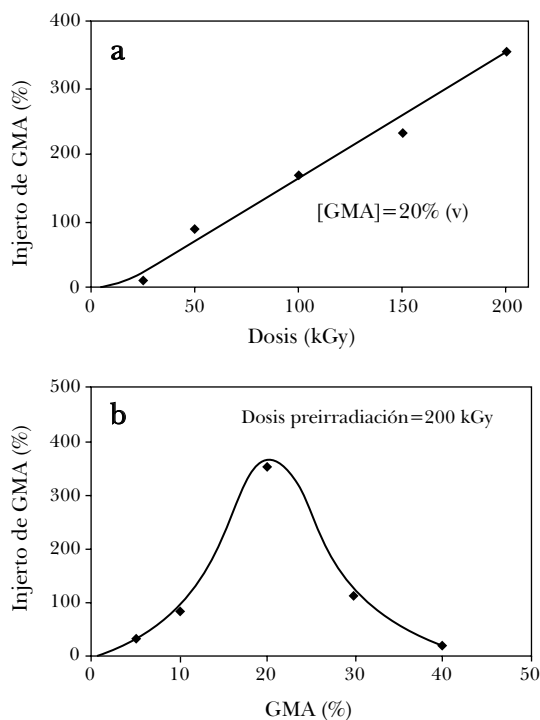 a
Injerto de GMA (%)
400
300
200
100
0
[GMA]=20% (v)
0 50 100 150 200
Dosis (kGy)
b
Dosis preirradiación=200 kGy
Injerto de GMA (%)
500
400
300
200
100
0
0 10 20 30 40 50
GMA (%)